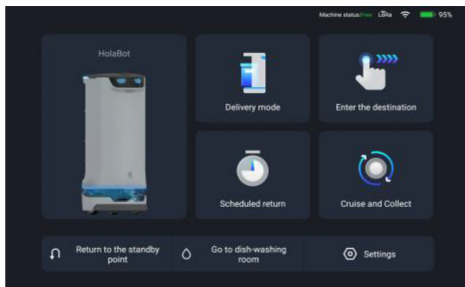 Machine status:Free LoRa 95%
HolaBot
Delivery mode
Enter the destination
Scheduled return
Cruise and Collect
Return to the standby
point
Go to dish-washing
room
Settings